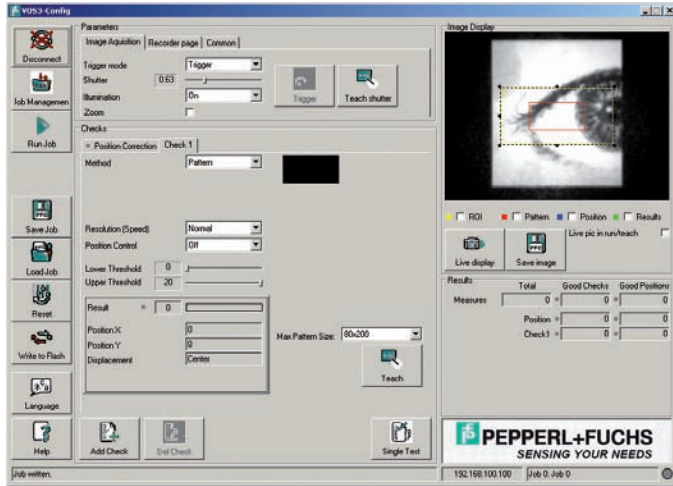 VOS3-Config
Disconnect
Job Managemen
Run Job
Save Job
Load Job
Reset
Write to Flash
Language
Help
Parameters
Image Aquisition
Recorder page
Common
Trigger mode
Trigger
Shutter
0.63
Illumination
On
Zoom
Trigger
Teach shutter
Checks
Position Correction
Check 1
Method
Pattern
Resolution (Speed)
Normal
Position Control
Off
Lower Threshold
0
Upper Threshold
20
Result
0
Position X
0
Position Y
0
Displacement
Center
Max Pattern Size:
80x200
Teach
Add Check
Del Check
Single Test
Image Display
ROI
Pattern
Position
Results
Live display
Save image
Live pic in run/teach
Results
Total
Good Checks
Good Positions
Measures
0
0
0
Position
0
0
Check1
0
0
PEPPERL+FUCHS
SENSING YOUR NEEDS
Job written.
192.168.100.100
Job 0: Job 0